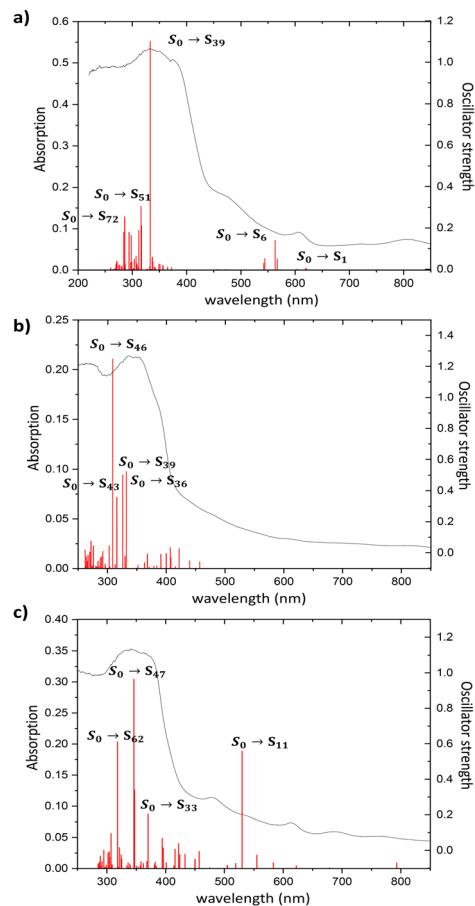 a)
S₀ → S₃₉
S₀ → S₅₁
S₀ → S₇₂
S₀ → S₆
S₀ → S₁
0.6
0.5
0.4
0.3
0.2
0.1
0.0
1.2
1.0
0.8
0.6
0.4
0.2
0.0
Absorption
Oscillator strength
200 300 400 500 600 700 800
wavelength (nm)
b)
S₀ → S₄₆
S₀ → S₃₉
S₀ → S₄₃
S₀ → S₃₆
0.25
0.20
0.15
0.10
0.05
0.00
1.4
1.2
1.0
0.8
0.6
0.4
0.2
0.0
Absorption
Oscillator strength
300 400 500 600 700 800
wavelength (nm)
c)
S₀ → S₄₇
S₀ → S₆₂
S₀ → S₁₁
S₀ → S₃₃
0.40
0.35
0.30
0.25
0.20
0.15
0.10
0.05
0.00
1.2
1.0
0.8
0.6
0.4
0.2
0.0
Absorption
Oscillator strength
300 400 500 600 700 800
wavelength (nm)